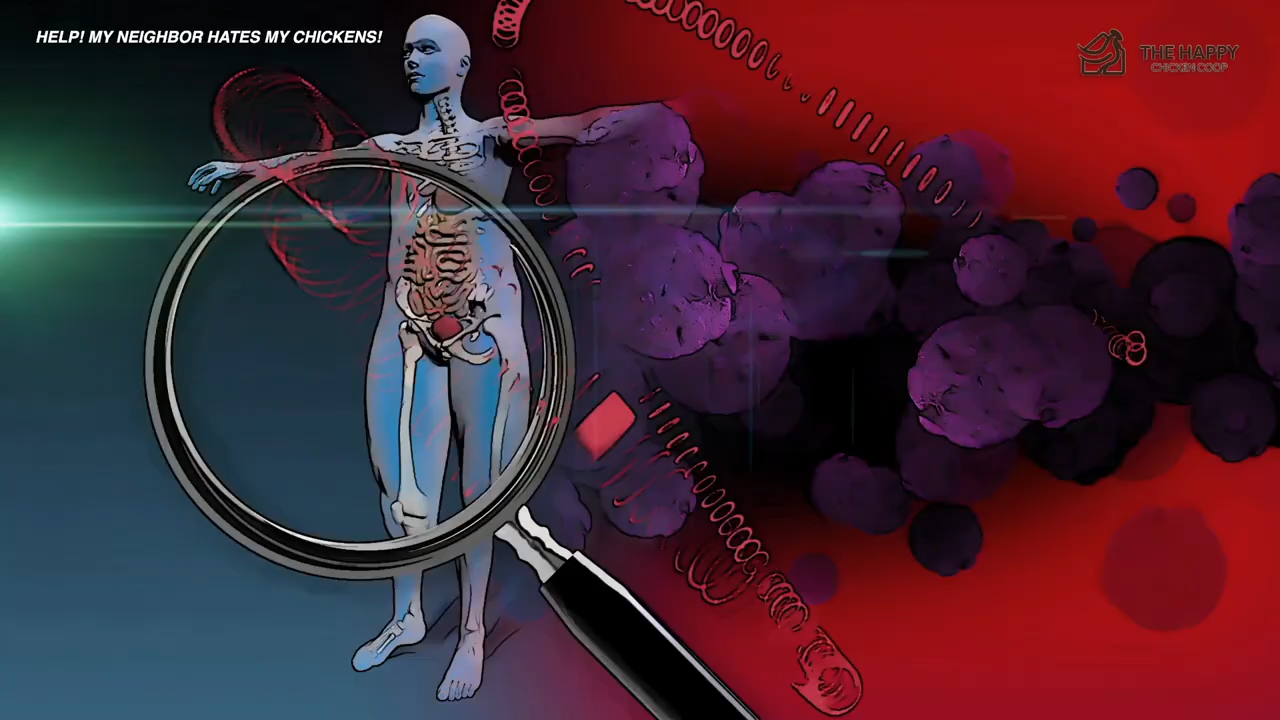 HELP! MY NEIGHBOR HATES MY CHICKENS!
THE HAPPY
CHICKEN COOP